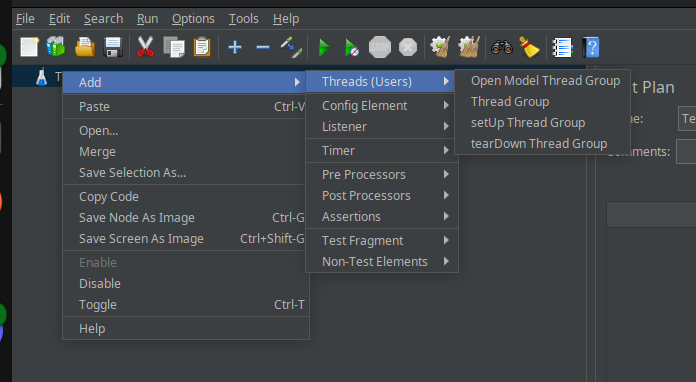 File Edit Search Run Options Tools Help
STOP
Add
Paste Ctrl-V
Open...
Merge
Save Selection As...
Copy Code
Save Node As Image Ctrl-G
Save Screen As Image Ctrl+Shift-G
Enable
Disable
Toggle Ctrl-T
Help
Threads (Users)
Config Element
Listener
Timer
Pre Processors
Post Processors
Assertions
Test Fragment
Non-Test Elements
Open Model Thread Group
Thread Group
setUp Thread Group
tearDown Thread Group
t Plan
me: Te
Comments: